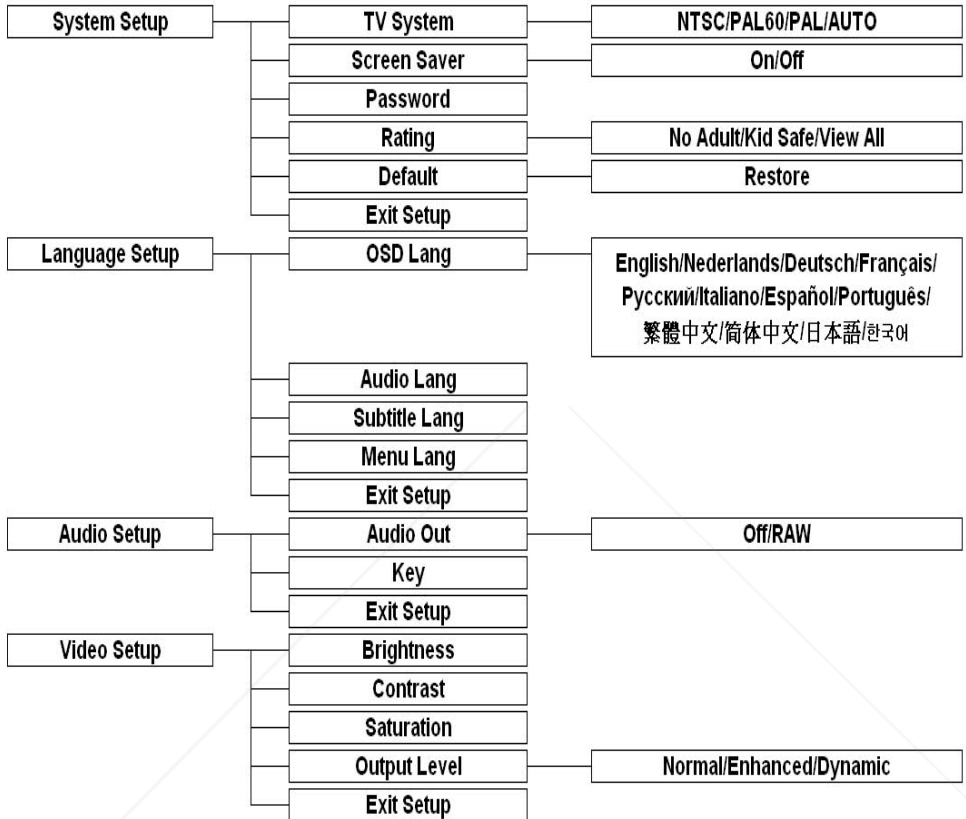 System Setup
TV System
NTSC/PAL60/PAL/AUTO
Screen Saver
On/Off
Password
Rating
No Adult/Kid Safe/View All
Default
Restore
Exit Setup
Language Setup
OSD Lang
English/Nederlands/Deutsch/Français/
Русский/Italiano/Español/Português/
繁體中文/简体中文/日本語/한국어
Audio Lang
Subtitle Lang
Menu Lang
Exit Setup
Audio Setup
Audio Out
Off/RAW
Key
Exit Setup
Video Setup
Brightness
Contrast
Saturation
Output Level
Normal/Enhanced/Dynamic
Exit Setup